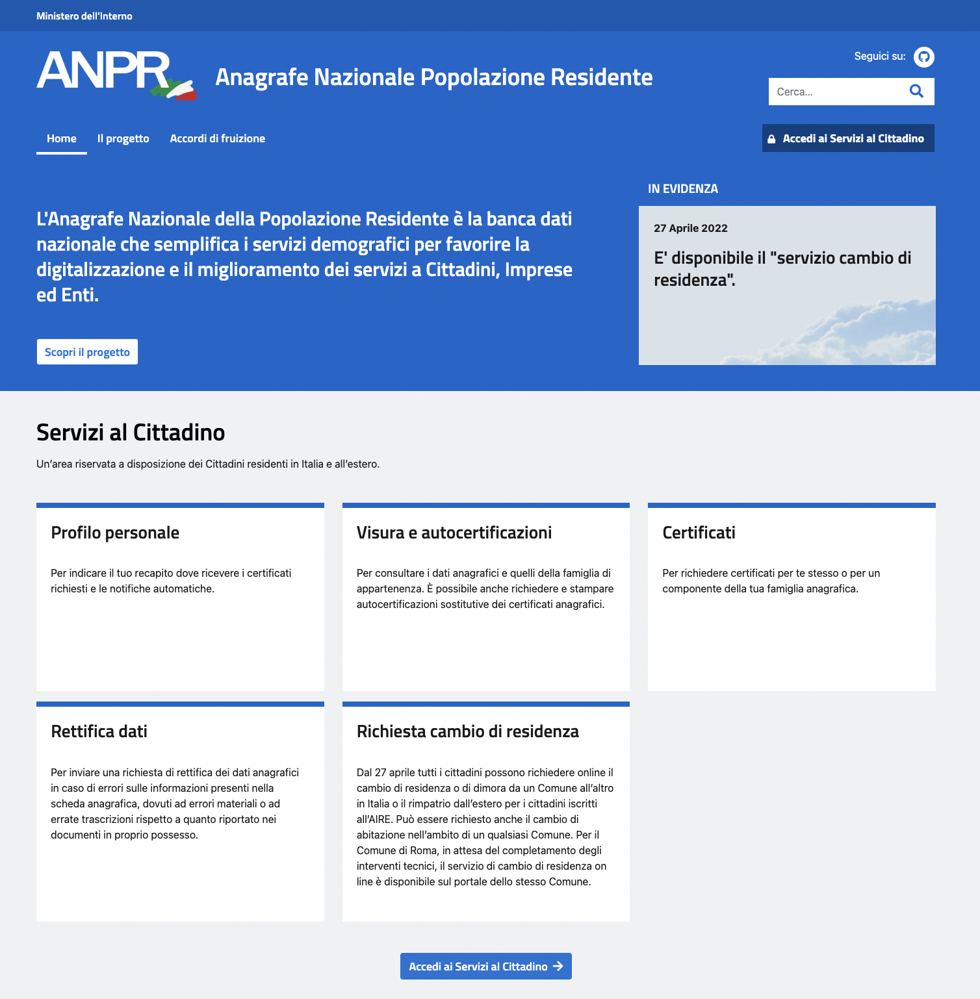 Ministero dell’Interno
ANPR
Anagrafe Nazionale Popolazione Residente
Seguici su:
Cerca...
Home
Il progetto
Accordi di fruizione
Accedi ai Servizi al Cittadino
L'Anagrafe Nazionale della Popolazione Residente è la banca dati
nazionale che semplifica i servizi demografici per favorire la
digitalizzazione e il miglioramento dei servizi a Cittadini, Imprese
ed Enti.
Scopri il progetto
IN EVIDENZA
27 Aprile 2022
E' disponibile il "servizio cambio di
residenza".
Servizi al Cittadino
Un’area riservata a disposizione dei Cittadini residenti in Italia e all’estero.
Profilo personale
Per indicare il tuo recapito dove ricevere i certificati
richiesti e le notifiche automatiche.
Visura e autocertificazioni
Per consultare i dati anagrafici e quelli della famiglia di
appartenenza. È possibile anche richiedere e stampare
autocertificazioni sostitutive dei certificati anagrafici.
Certificati
Per richiedere certificati per te stesso o per un
componente della tua famiglia anagrafica.
Rettifica dati
Per inviare una richiesta di rettifica dei dati anagrafici
in caso di errori sulle informazioni presenti nella
scheda anagrafica, dovuti ad errori materiali o ad
errate trascrizioni rispetto a quanto riportato nei
documenti in proprio possesso.
Richiesta cambio di residenza
Dal 27 aprile tutti i cittadini possono richiedere online il
cambio di residenza o di dimora da un Comune all’altro
in Italia o il rimpatrio dall’estero per i cittadini iscritti
all’AIRE. Può essere richiesto anche il cambio di
abitazione nell’ambito di un qualsiasi Comune. Per il
Comune di Roma, in attesa del completamento degli
interventi tecnici, il servizio di cambio di residenza on
line è disponibile sul portale dello stesso Comune.
Accedi ai Servizi al Cittadino